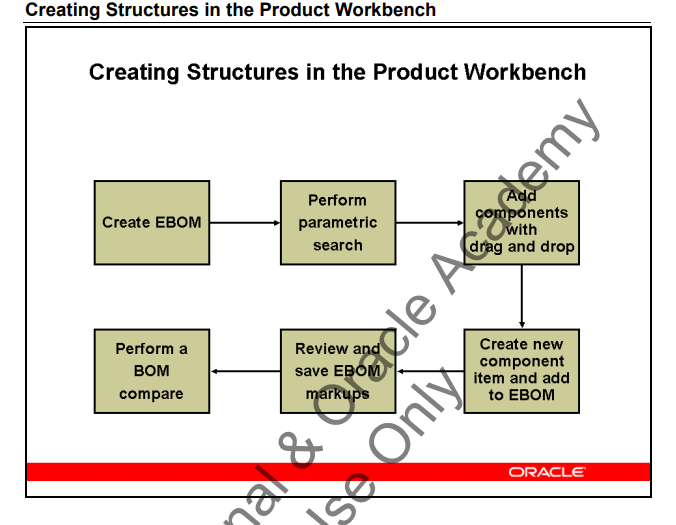 Creating Structures in the Product Workbench
Creating Structures in the Product Workbench
Create EBOM
Perform
parametric
search
Add
components
with
drag and drop
Perform a
BOM
compare
Review and
save EBOM
markups
Create new
component
item and add
to EBOM
& Oracle Academy
Use Only
ORACLE